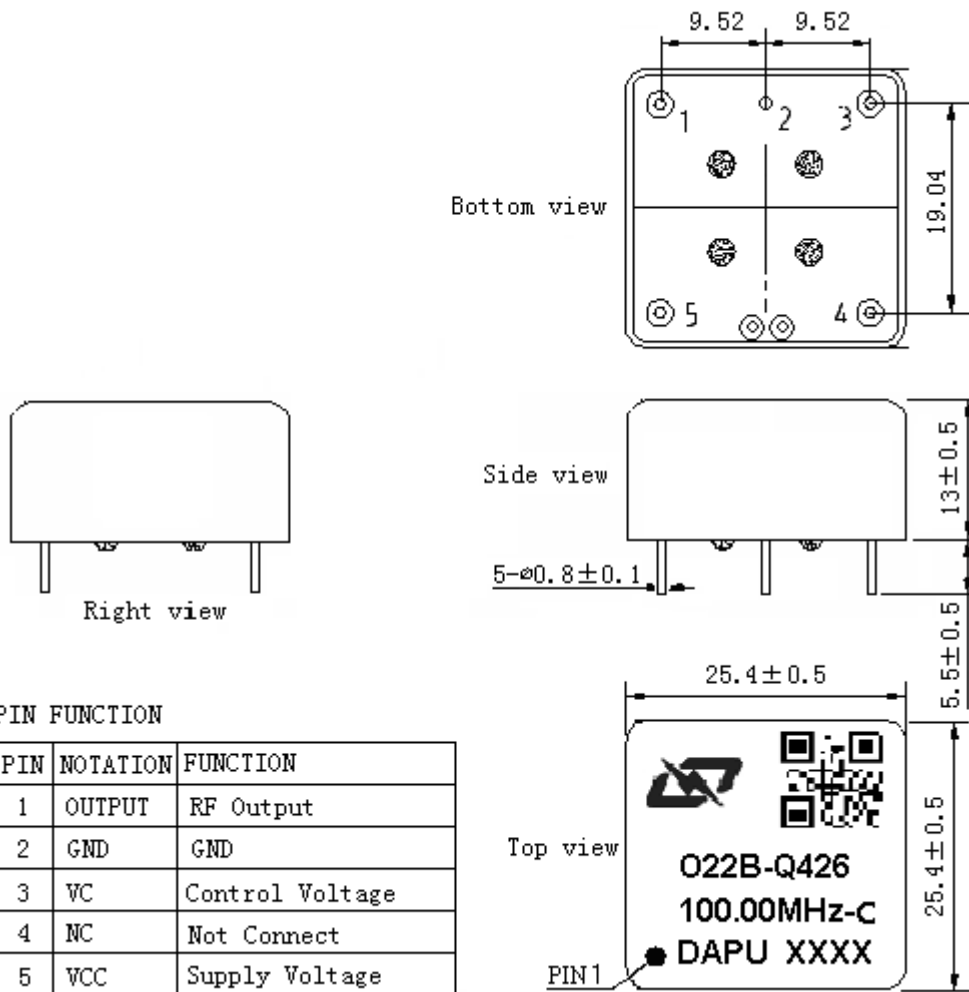 9.52 9.52
1 2 3
19.04
Bottom view
5 4
13±0.5
Side view
5-⌀0.8±0.1
Right view
5.5±0.5
25.4±0.5
PIN FUNCTION
PIN NOTATION FUNCTION
1 OUTPUT RF Output
2 GND GND
3 VC Control Voltage
4 NC Not Connect
5 VCC Supply Voltage
Top view
25.4±0.5
O22B-Q426
100.00MHz-C
DAPU XXXX
PIN1